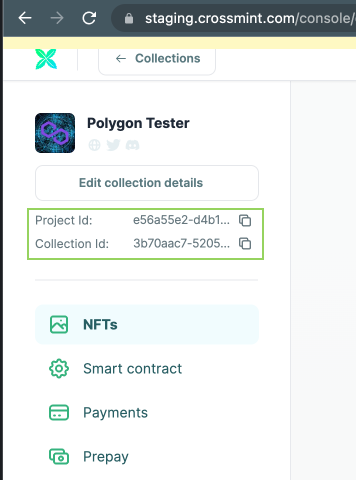 staging.crossmint.com/console/
Collections
Polygon Tester
Edit collection details
Project Id: e56a55e2-d4b1...
Collection Id: 3b70aac7-5205...
NFTs
Smart contract
Payments
Prepay